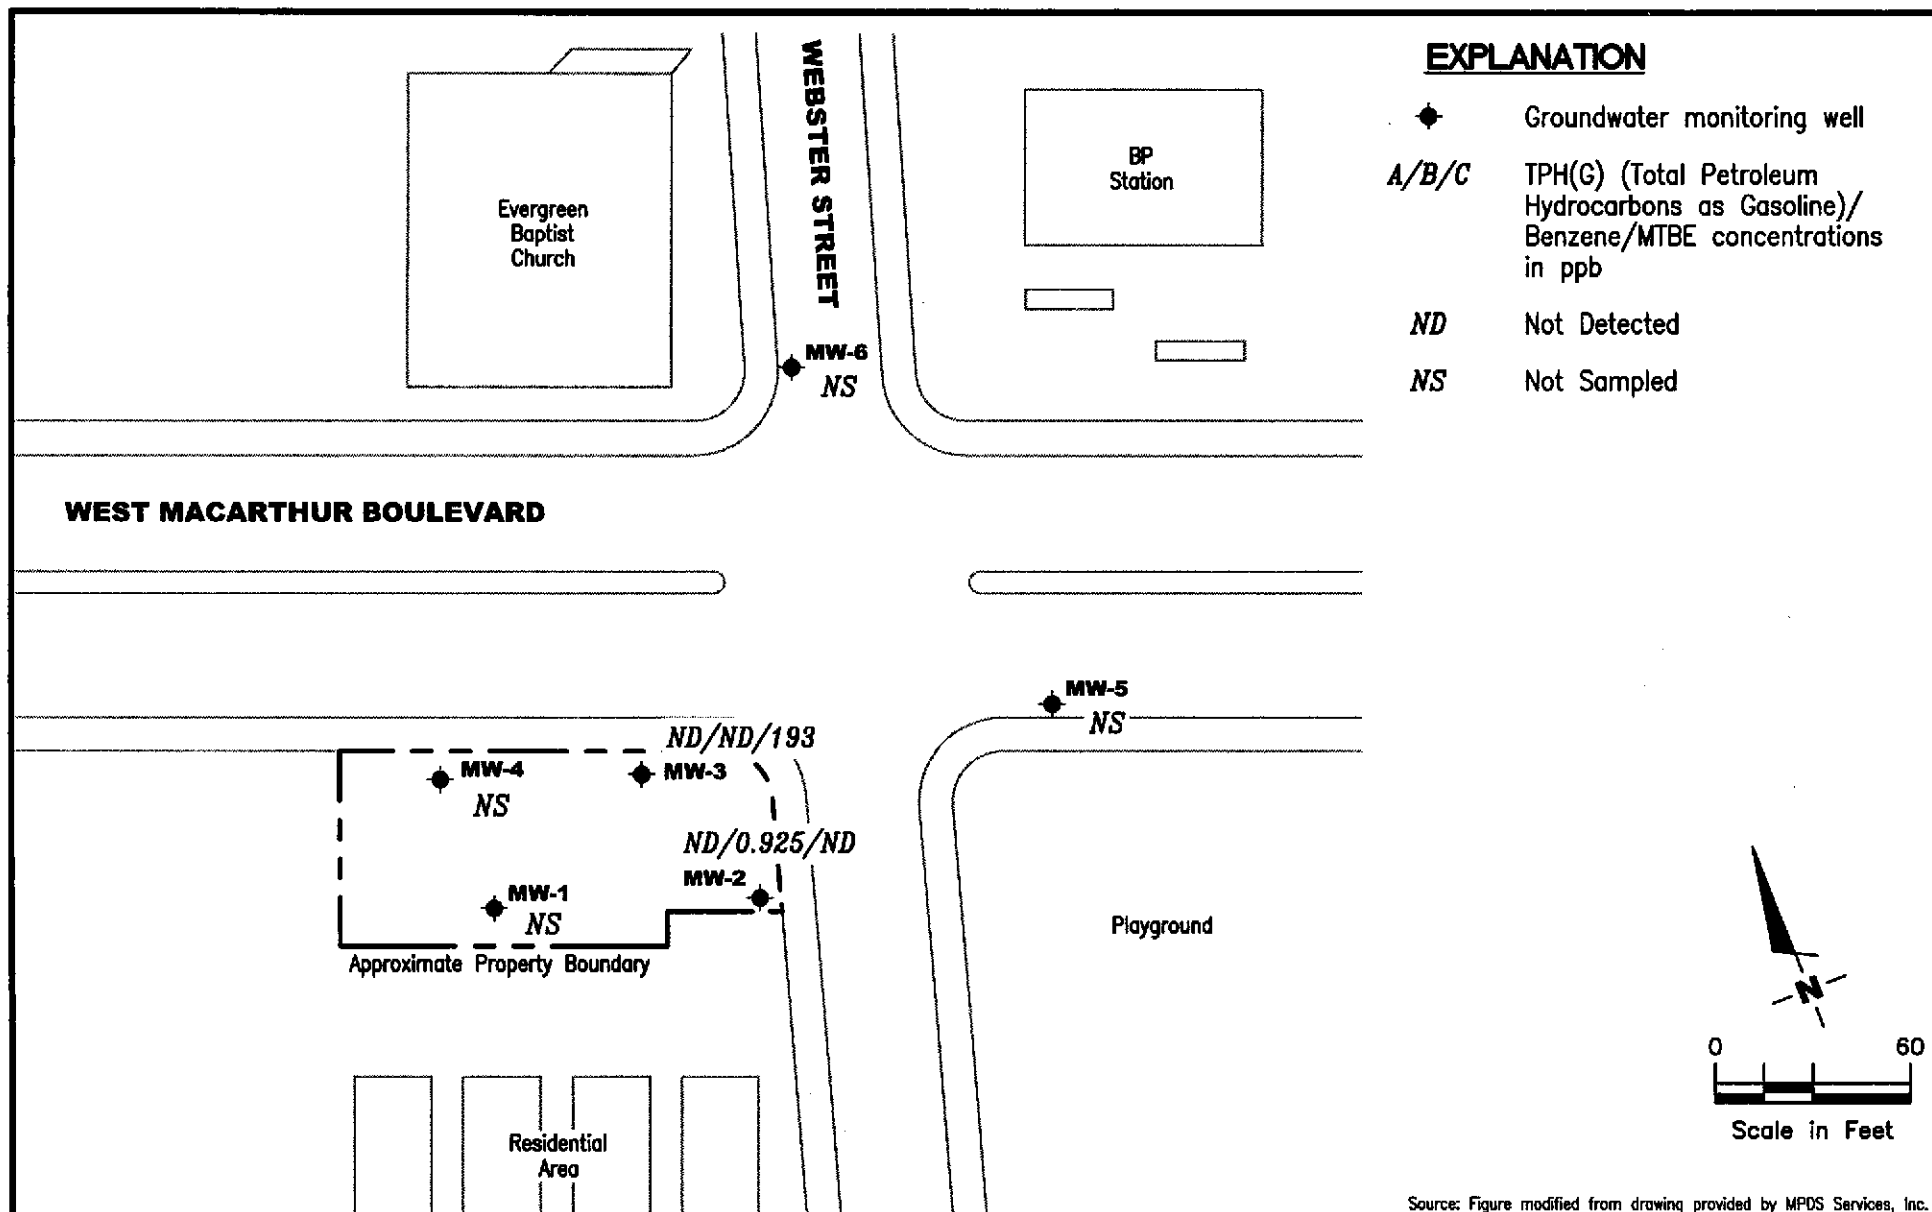 EXPLANATION
Groundwater monitoring well
A/B/C TPH(G) (Total Petroleum
Hydrocarbons as Gasoline)/
Benzene/MTBE concentrations
in ppb
ND Not Detected
NS Not Sampled
WEBSTER STREET
Evergreen
Baptist
Church
BP
Station
MW-6
NS
WEST MACARTHUR BOULEVARD
MW-5
NS
ND/ND/193
MW-4
NS
MW-3
ND/0.925/ND
MW-2
MW-1
NS
Approximate Property Boundary
Playground
Residential
Area
N
0 60
Scale in Feet
Source: Figure modified from drawing provided by MPDS Services, Inc.